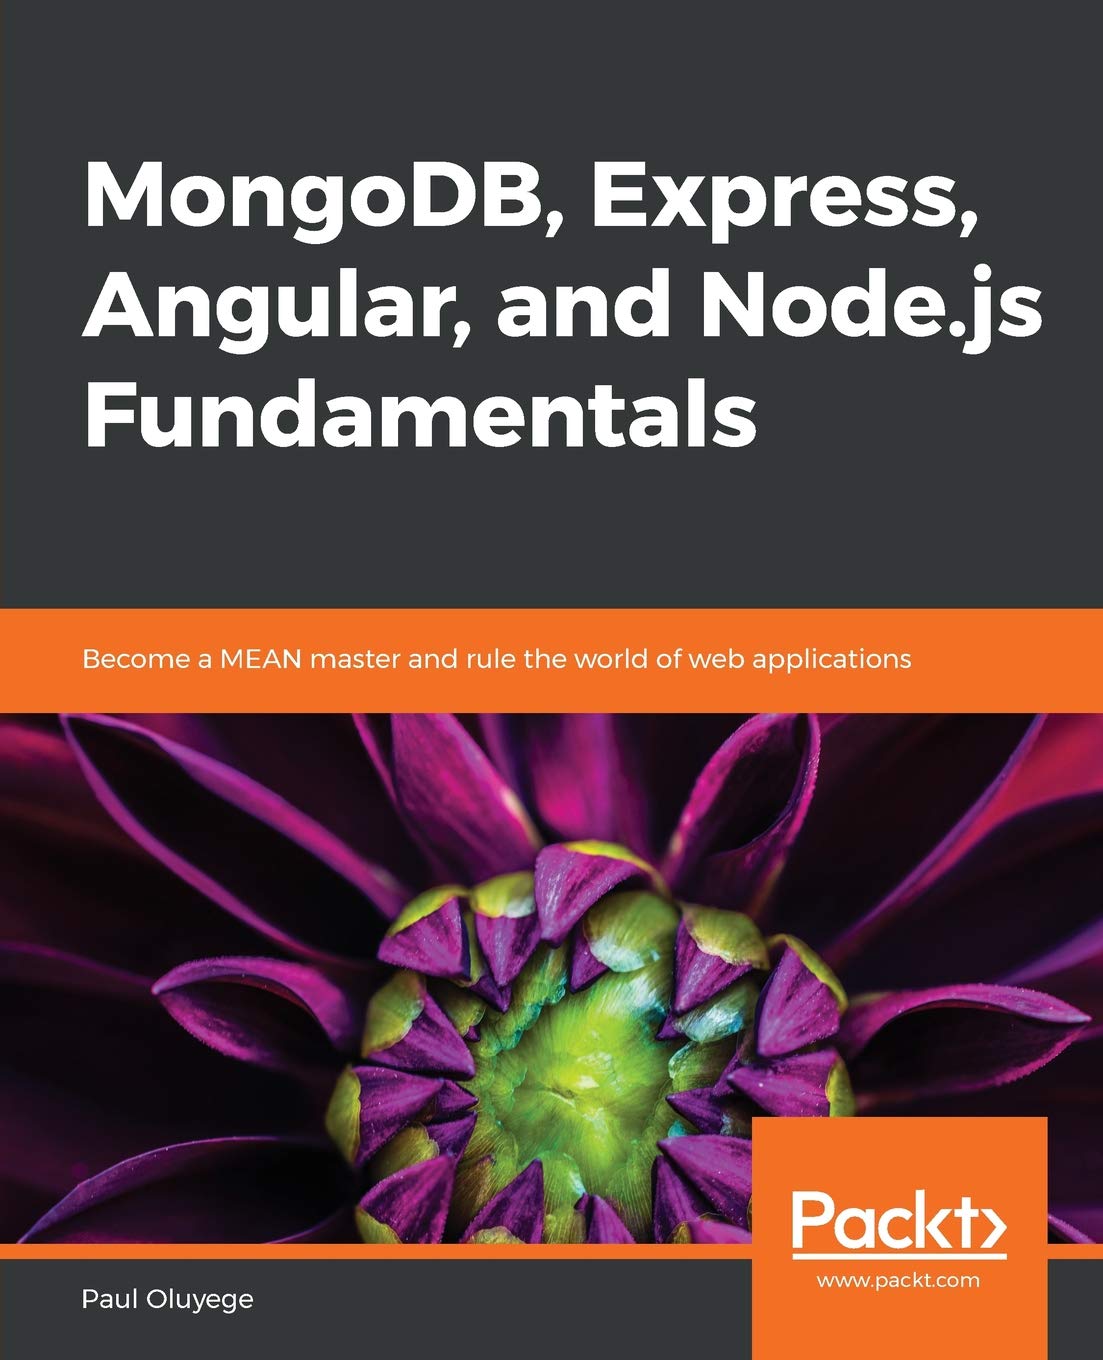 MongoDB, Express,
Angular, and Node.js
Fundamentals
Become a MEAN master and rule the world of web applications
Packt>
www.packt.com
Paul Oluyege